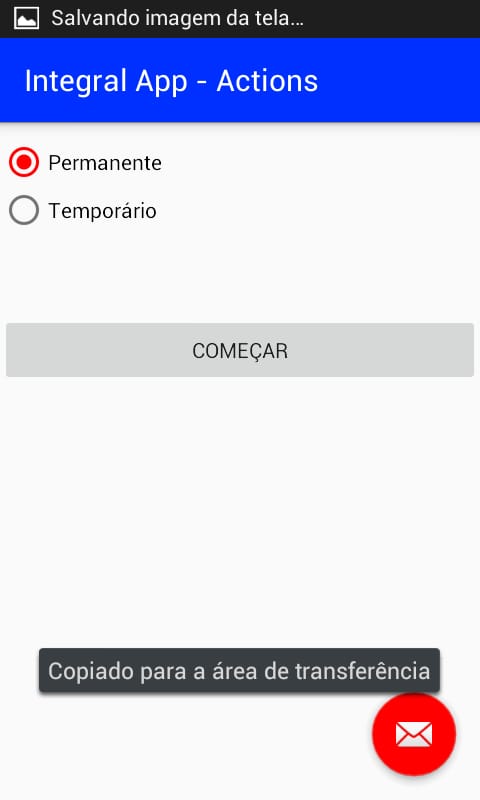 Salvando imagem da tela...
Integral App - Actions
Permanente
Temporário
COMEÇAR
Copiado para a área de transferência